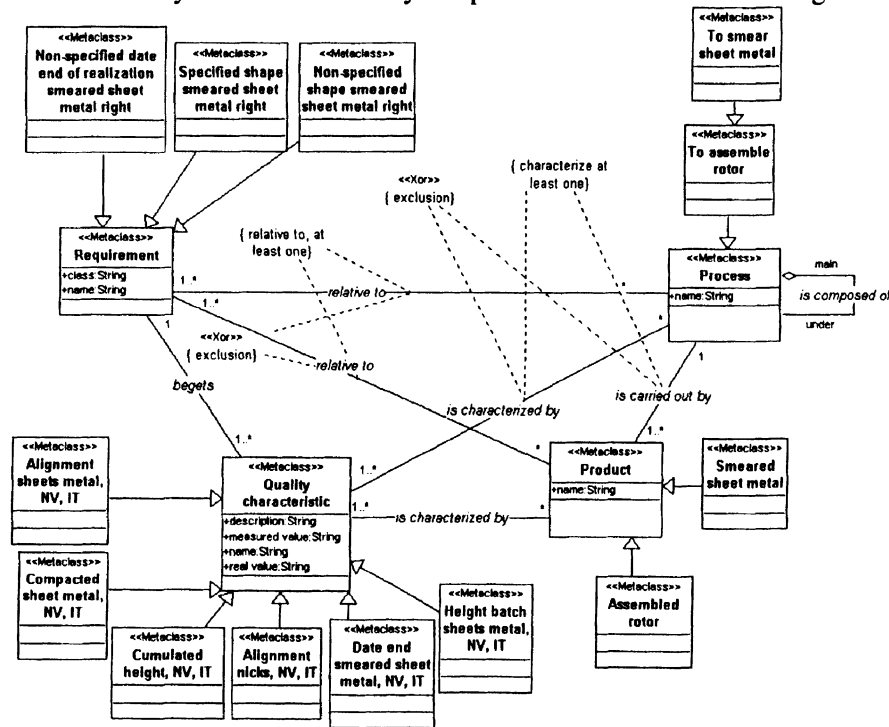 <<Metaclass>>
Non-specified date
end of realization
smeared sheet
metal right
<<Metaclass>>
Specified shape
smeared sheet
metal right
<<Metaclass>>
Non-specified
shape smeared
sheet metal right
<<Metaclass>>
To smear
sheet metal
<<Metaclass>>
To assemble
rotor
<<Xor>>
{ exclusion}
{ characterize at
least one}
{ relative to, at
least one}
<<Metaclass>>
Requirement
+class:String
+name:String
1..*
1..*
1
relative to
*
<<Metaclass>>
Process
+name:String
main
is composed of
under
*
1
<<Xor>>
{ exclusion}
relative to
begets
is characterized by
is carried out by
1..*
1..*
*
1..*
<<Metaclass>>
Alignment
sheets metal,
NV, IT
<<Metaclass>>
Quality
characteristic
+description:String
+measured value:String
+name:String
+real value:String
1..*
is characterized by
*
<<Metaclass>>
Product
+name:String
<<Metaclass>>
Smeared
sheet metal
<<Metaclass>>
Compacted
sheet metal,
NV, IT
<<Metaclass>>
Cumulated
height, NV, IT
<<Metaclass>>
Alignment
nicks, NV, IT
<<Metaclass>>
Date end
smeared sheet
metal, NV, IT
<<Metaclass>>
Height batch
sheets metal,
NV, IT
<<Metaclass>>
Assembled
rotor